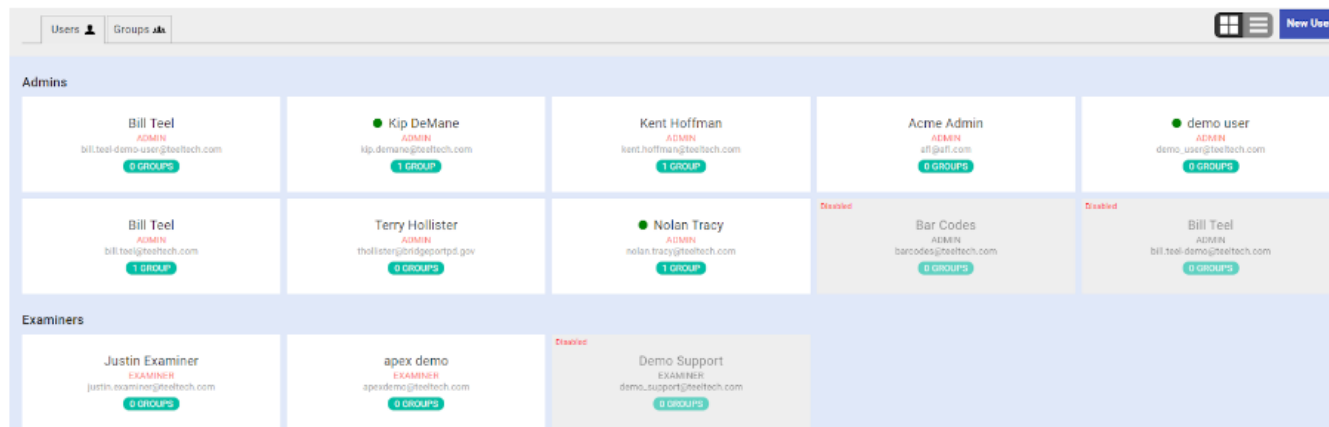 Users
Groups
New Use
Admins
Bill Teel
ADMIN
bill.teel-demo-user@teeltech.com
0 GROUPS
Kip DeMane
ADMIN
kip.demane@teeltech.com
1 GROUP
Kent Hoffman
ADMIN
kent.hoffman@teeltech.com
1 GROUP
Acme Admin
ADMIN
afl@afl.com
0 GROUPS
demo user
ADMIN
demo_user@teeltech.com
0 GROUPS
Bill Teel
ADMIN
bill.teel@teeltech.com
1 GROUP
Terry Hollister
ADMIN
thollister@bridgeportpd.gov
0 GROUPS
Nolan Tracy
ADMIN
nolan.tracy@teeltech.com
1 GROUP
Disabled
Bar Codes
ADMIN
barcodes@teeltech.com
0 GROUPS
Disabled
Bill Teel
ADMIN
bill.teel-demo@teeltech.com
0 GROUPS
Examiners
Justin Examiner
EXAMINER
justin.examiner@teeltech.com
0 GROUPS
apex demo
EXAMINER
apexdemo@teeltech.com
0 GROUPS
Disabled
Demo Support
EXAMINER
demo_support@teeltech.com
0 GROUPS